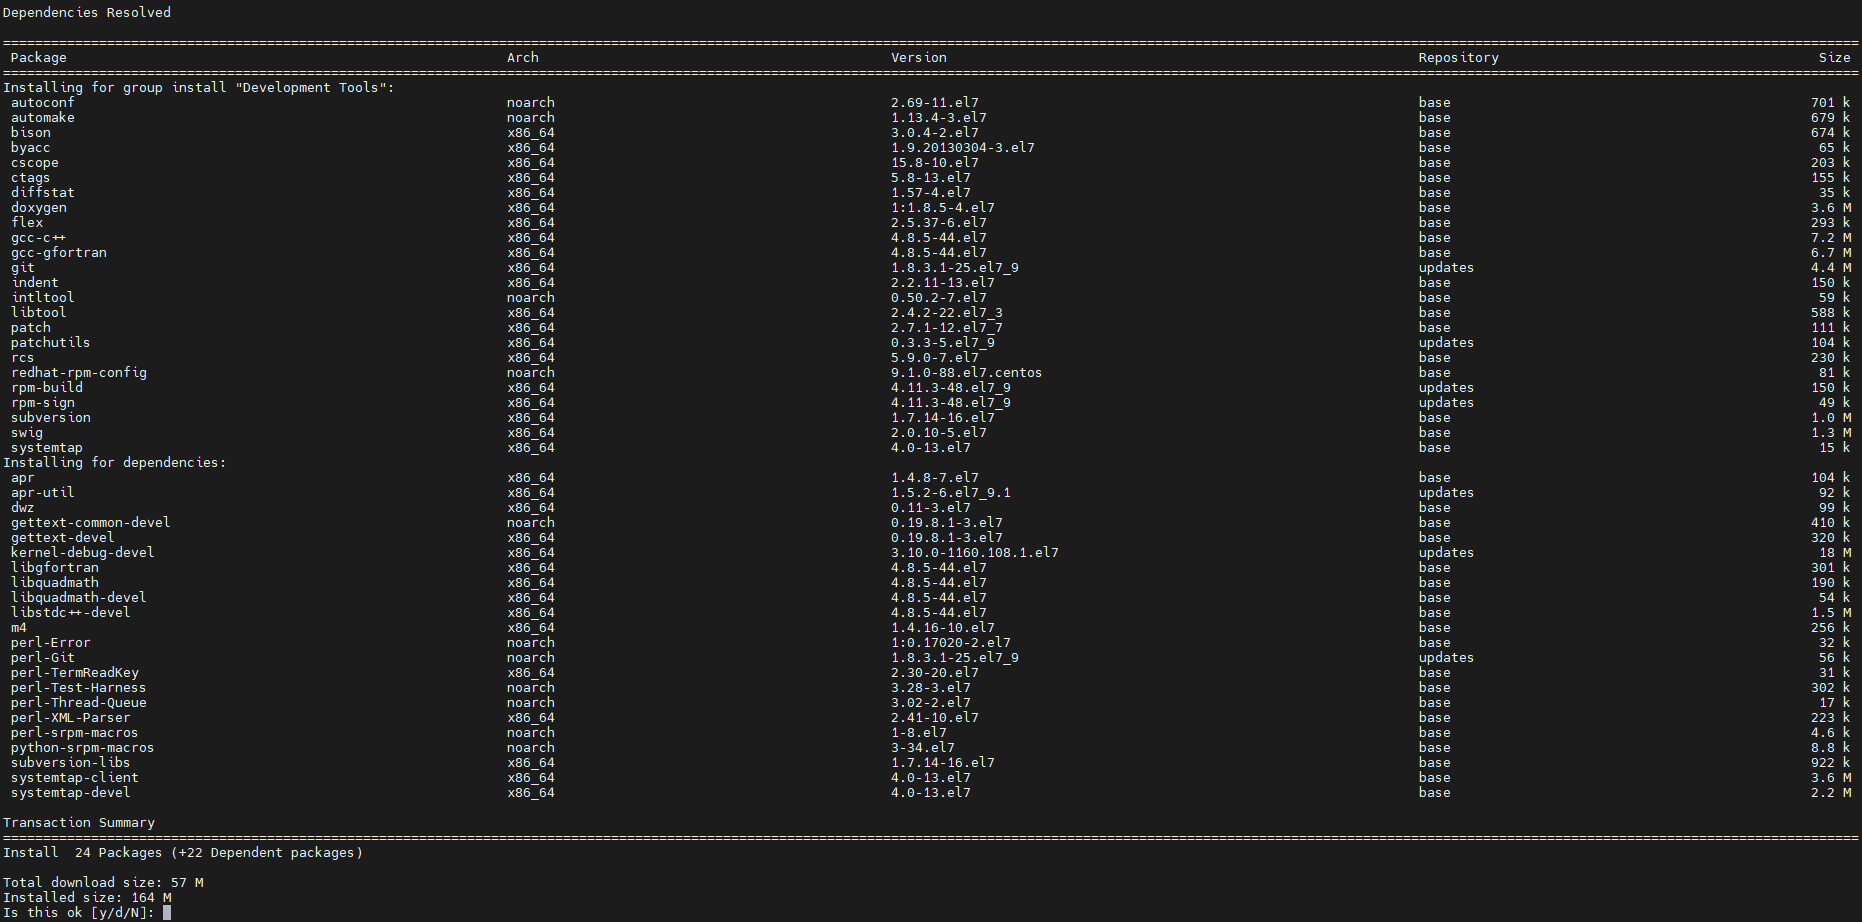 Dependencies Resolved
================================================================================
Package Arch Version Repository Size
================================================================================
Installing for group install "Development Tools":
autoconf noarch 2.69-11.el7 base 701 k
automake noarch 1.13.4-3.el7 base 679 k
bison x86_64 3.0.4-2.el7 base 674 k
byacc x86_64 1.9.20130304-3.el7 base 65 k
cscope x86_64 15.8-10.el7 base 203 k
ctags x86_64 5.8-13.el7 base 155 k
diffstat x86_64 1.57-4.el7 base 35 k
doxygen x86_64 1:1.8.5-4.el7 base 3.6 M
flex x86_64 2.5.37-6.el7 base 293 k
gcc-c++ x86_64 4.8.5-44.el7 base 7.2 M
gcc-gfortran x86_64 4.8.5-44.el7 base 6.7 M
git x86_64 1.8.3.1-25.el7_9 updates 4.4 M
indent x86_64 2.2.11-13.el7 base 150 k
intltool noarch 0.50.2-7.el7 base 59 k
libtool x86_64 2.4.2-22.el7_3 base 588 k
patch x86_64 2.7.1-12.el7_7 base 111 k
patchutils x86_64 0.3.3-5.el7_9 updates 104 k
rcs x86_64 5.9.0-7.el7 base 230 k
redhat-rpm-config noarch 9.1.0-88.el7.centos base 81 k
rpm-build x86_64 4.11.3-48.el7_9 updates 150 k
rpm-sign x86_64 4.11.3-48.el7_9 updates 49 k
subversion x86_64 1.7.14-16.el7 base 1.0 M
swig x86_64 2.0.10-5.el7 base 1.3 M
systemtap x86_64 4.0-13.el7 base 15 k
Installing for dependencies:
apr x86_64 1.4.8-7.el7 base 104 k
apr-util x86_64 1.5.2-6.el7_9.1 updates 92 k
dwz x86_64 0.11-3.el7 base 99 k
gettext-common-devel noarch 0.19.8.1-3.el7 base 410 k
gettext-devel x86_64 0.19.8.1-3.el7 base 320 k
kernel-debug-devel x86_64 3.10.0-1160.108.1.el7 updates 18 M
libgfortran x86_64 4.8.5-44.el7 base 301 k
libquadmath x86_64 4.8.5-44.el7 base 190 k
libquadmath-devel x86_64 4.8.5-44.el7 base 54 k
libstdc++-devel x86_64 4.8.5-44.el7 base 1.5 M
m4 x86_64 1.4.16-10.el7 base 256 k
perl-Error noarch 1:0.17020-2.el7 base 32 k
perl-Git noarch 1.8.3.1-25.el7_9 updates 56 k
perl-TermReadKey x86_64 2.30-20.el7 base 31 k
perl-Test-Harness noarch 3.28-3.el7 base 302 k
perl-Thread-Queue noarch 3.02-2.el7 base 17 k
perl-XML-Parser x86_64 2.41-10.el7 base 223 k
perl-srpm-macros noarch 1-8.el7 base 4.6 k
python-srpm-macros noarch 3-34.el7 base 8.8 k
subversion-libs x86_64 1.7.14-16.el7 base 922 k
systemtap-client x86_64 4.0-13.el7 base 3.6 M
systemtap-devel x86_64 4.0-13.el7 base 2.2 M
Transaction Summary
================================================================================
Install  24 Packages (+22 Dependent packages)
Total download size: 57 M
Installed size: 164 M
Is this ok [y/d/N]: